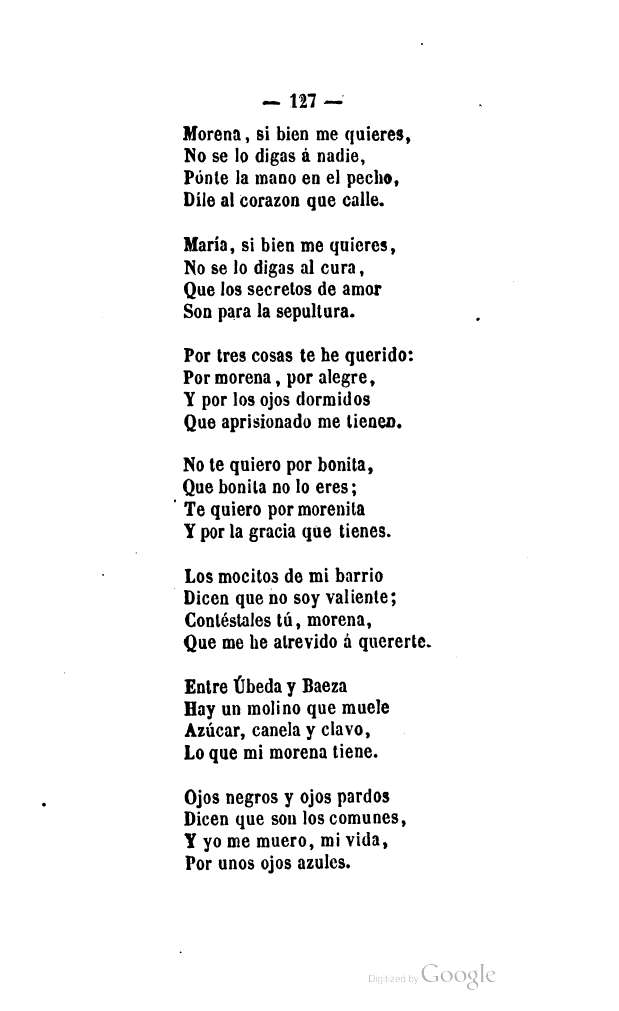 — 127 —
Morena, si bien me quieres,
No se lo digas á nadie,
Pónte la mano en el pecho,
Díle al corazon que calle.

María, si bien me quieres,
No se lo digas al cura,
Que los secretos de amor
Son para la sepultura.

Por tres cosas te he querido:
Por morena, por alegre,
Y por los ojos dormidos
Que aprisionado me tienen.

No te quiero por bonita,
Que bonita no lo eres;
Te quiero por morenita
Y por la gracia que tienes.

Los mocitos de mi barrio
Dicen que no soy valiente;
Contéstales tú, morena,
Que me he atrevido á quererte.

Entre Úbeda y Baeza
Hay un molino que muele
Azúcar, canela y clavo,
Lo que mi morena tiene.

Ojos negros y ojos pardos
Dicen que son los comunes,
Y yo me muero, mi vida,
Por unos ojos azules.

Digitized by Google